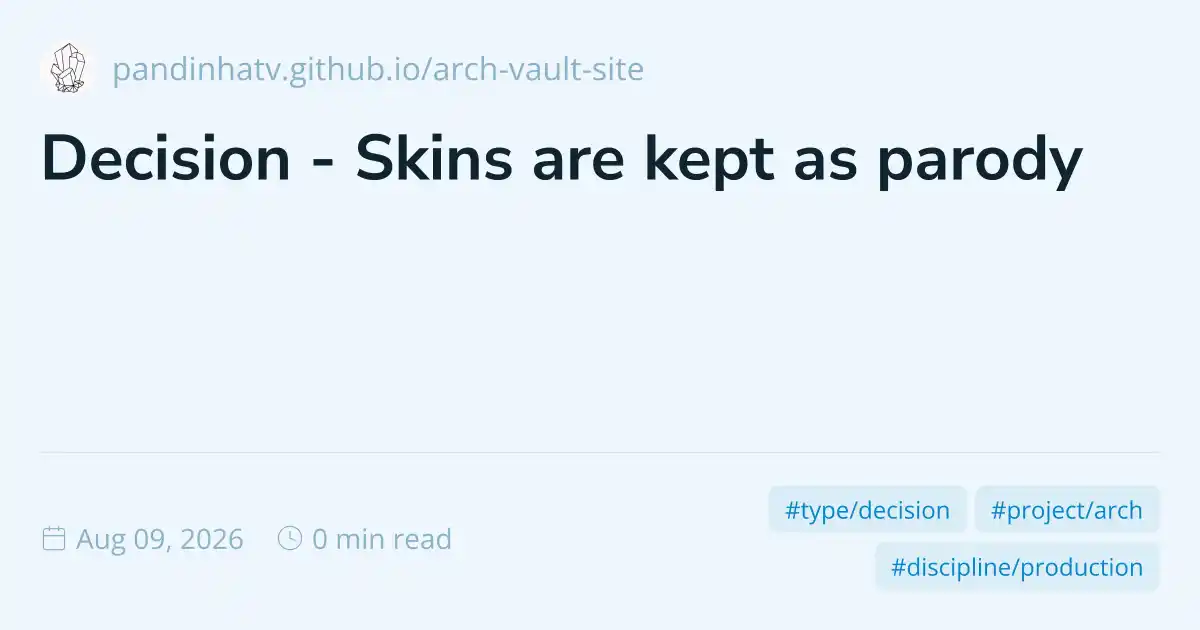 pandinhatv.github.io/arch-vault-site
Decision - Skins are kept as parody
#type/decision #project/arch
Aug 09, 2026 0 min read
#discipline/production